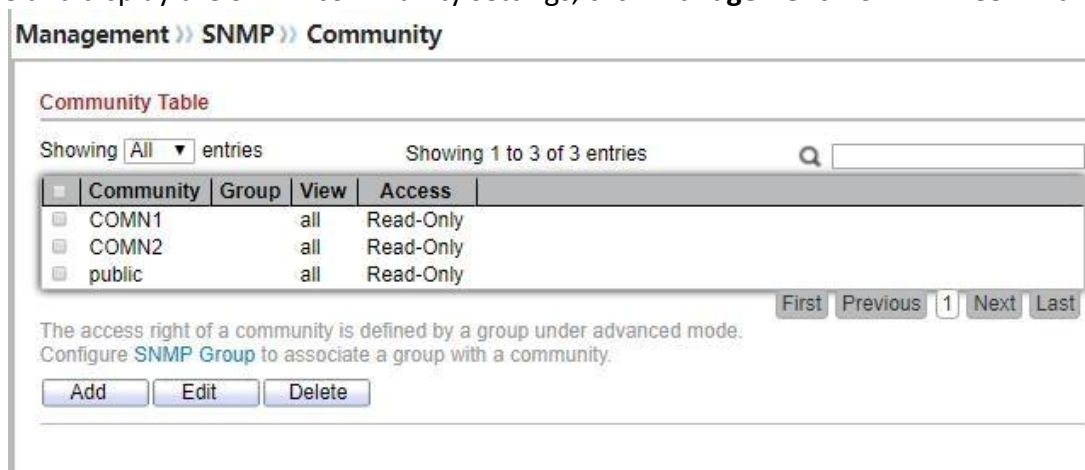 Management » SNMP » Community
Community Table
Showing All ▼ entries Showing 1 to 3 of 3 entries
Community Group View Access
COMN1 all Read-Only
COMN2 all Read-Only
public all Read-Only
First Previous 1 Next Last
The access right of a community is defined by a group under advanced mode.
Configure SNMP Group to associate a group with a community.
Add Edit Delete